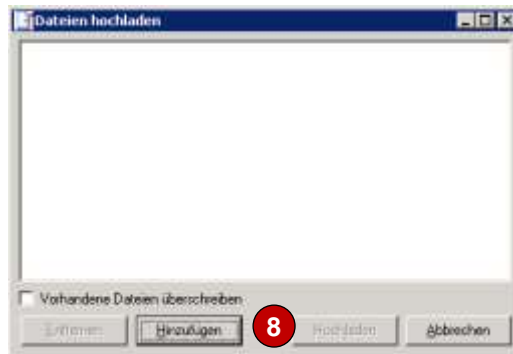 Dateien hochladen
Vorhandene Dateien überschreiben
Entfernen Hinzufügen 8 Hochladen Abbrechen